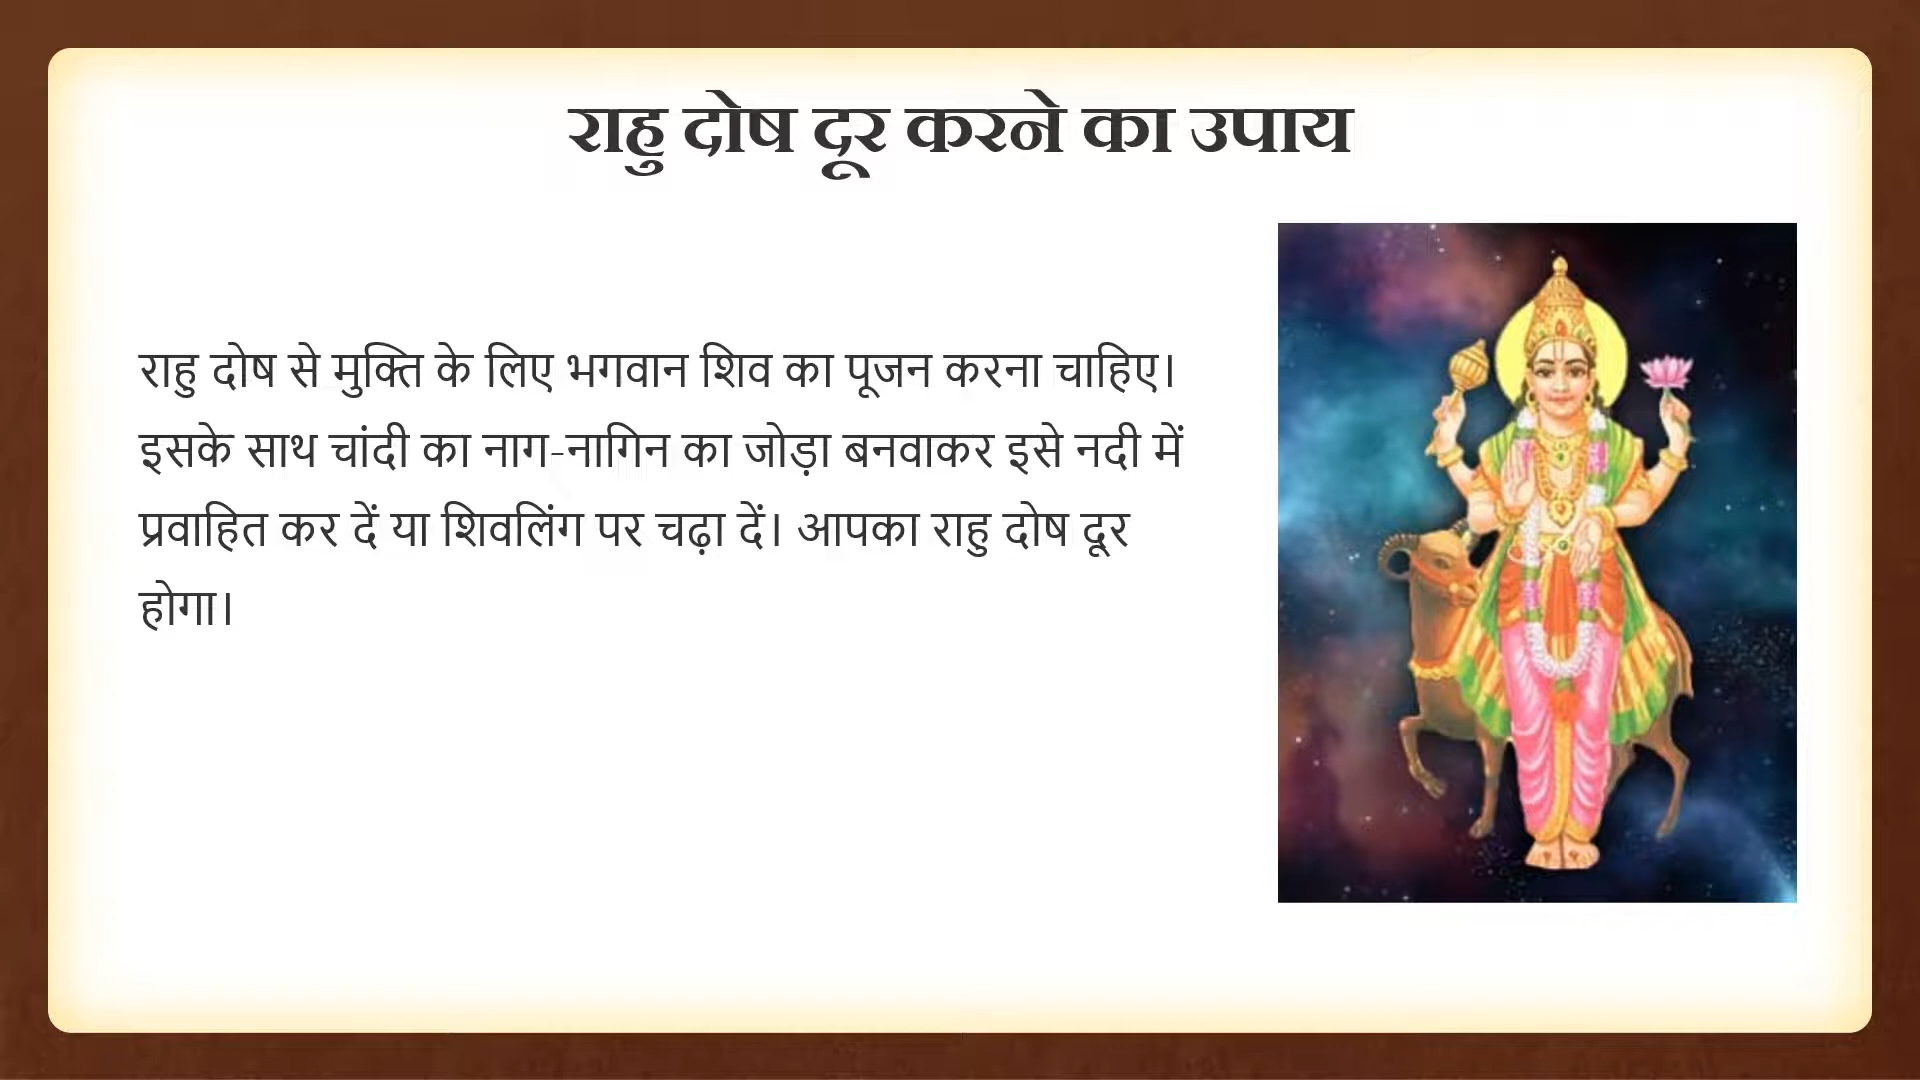 राहु दोष दूर करने का उपाय
राहु दोष से मुक्ति के लिए भगवान शिव का पूजन करना चाहिए।
इसके साथ चांदी का नाग-नागिन का जोड़ा बनवाकर इसे नदी में
प्रवाहित कर दें या शिवलिंग पर चढ़ा दें। आपका राहु दोष दूर
होगा।